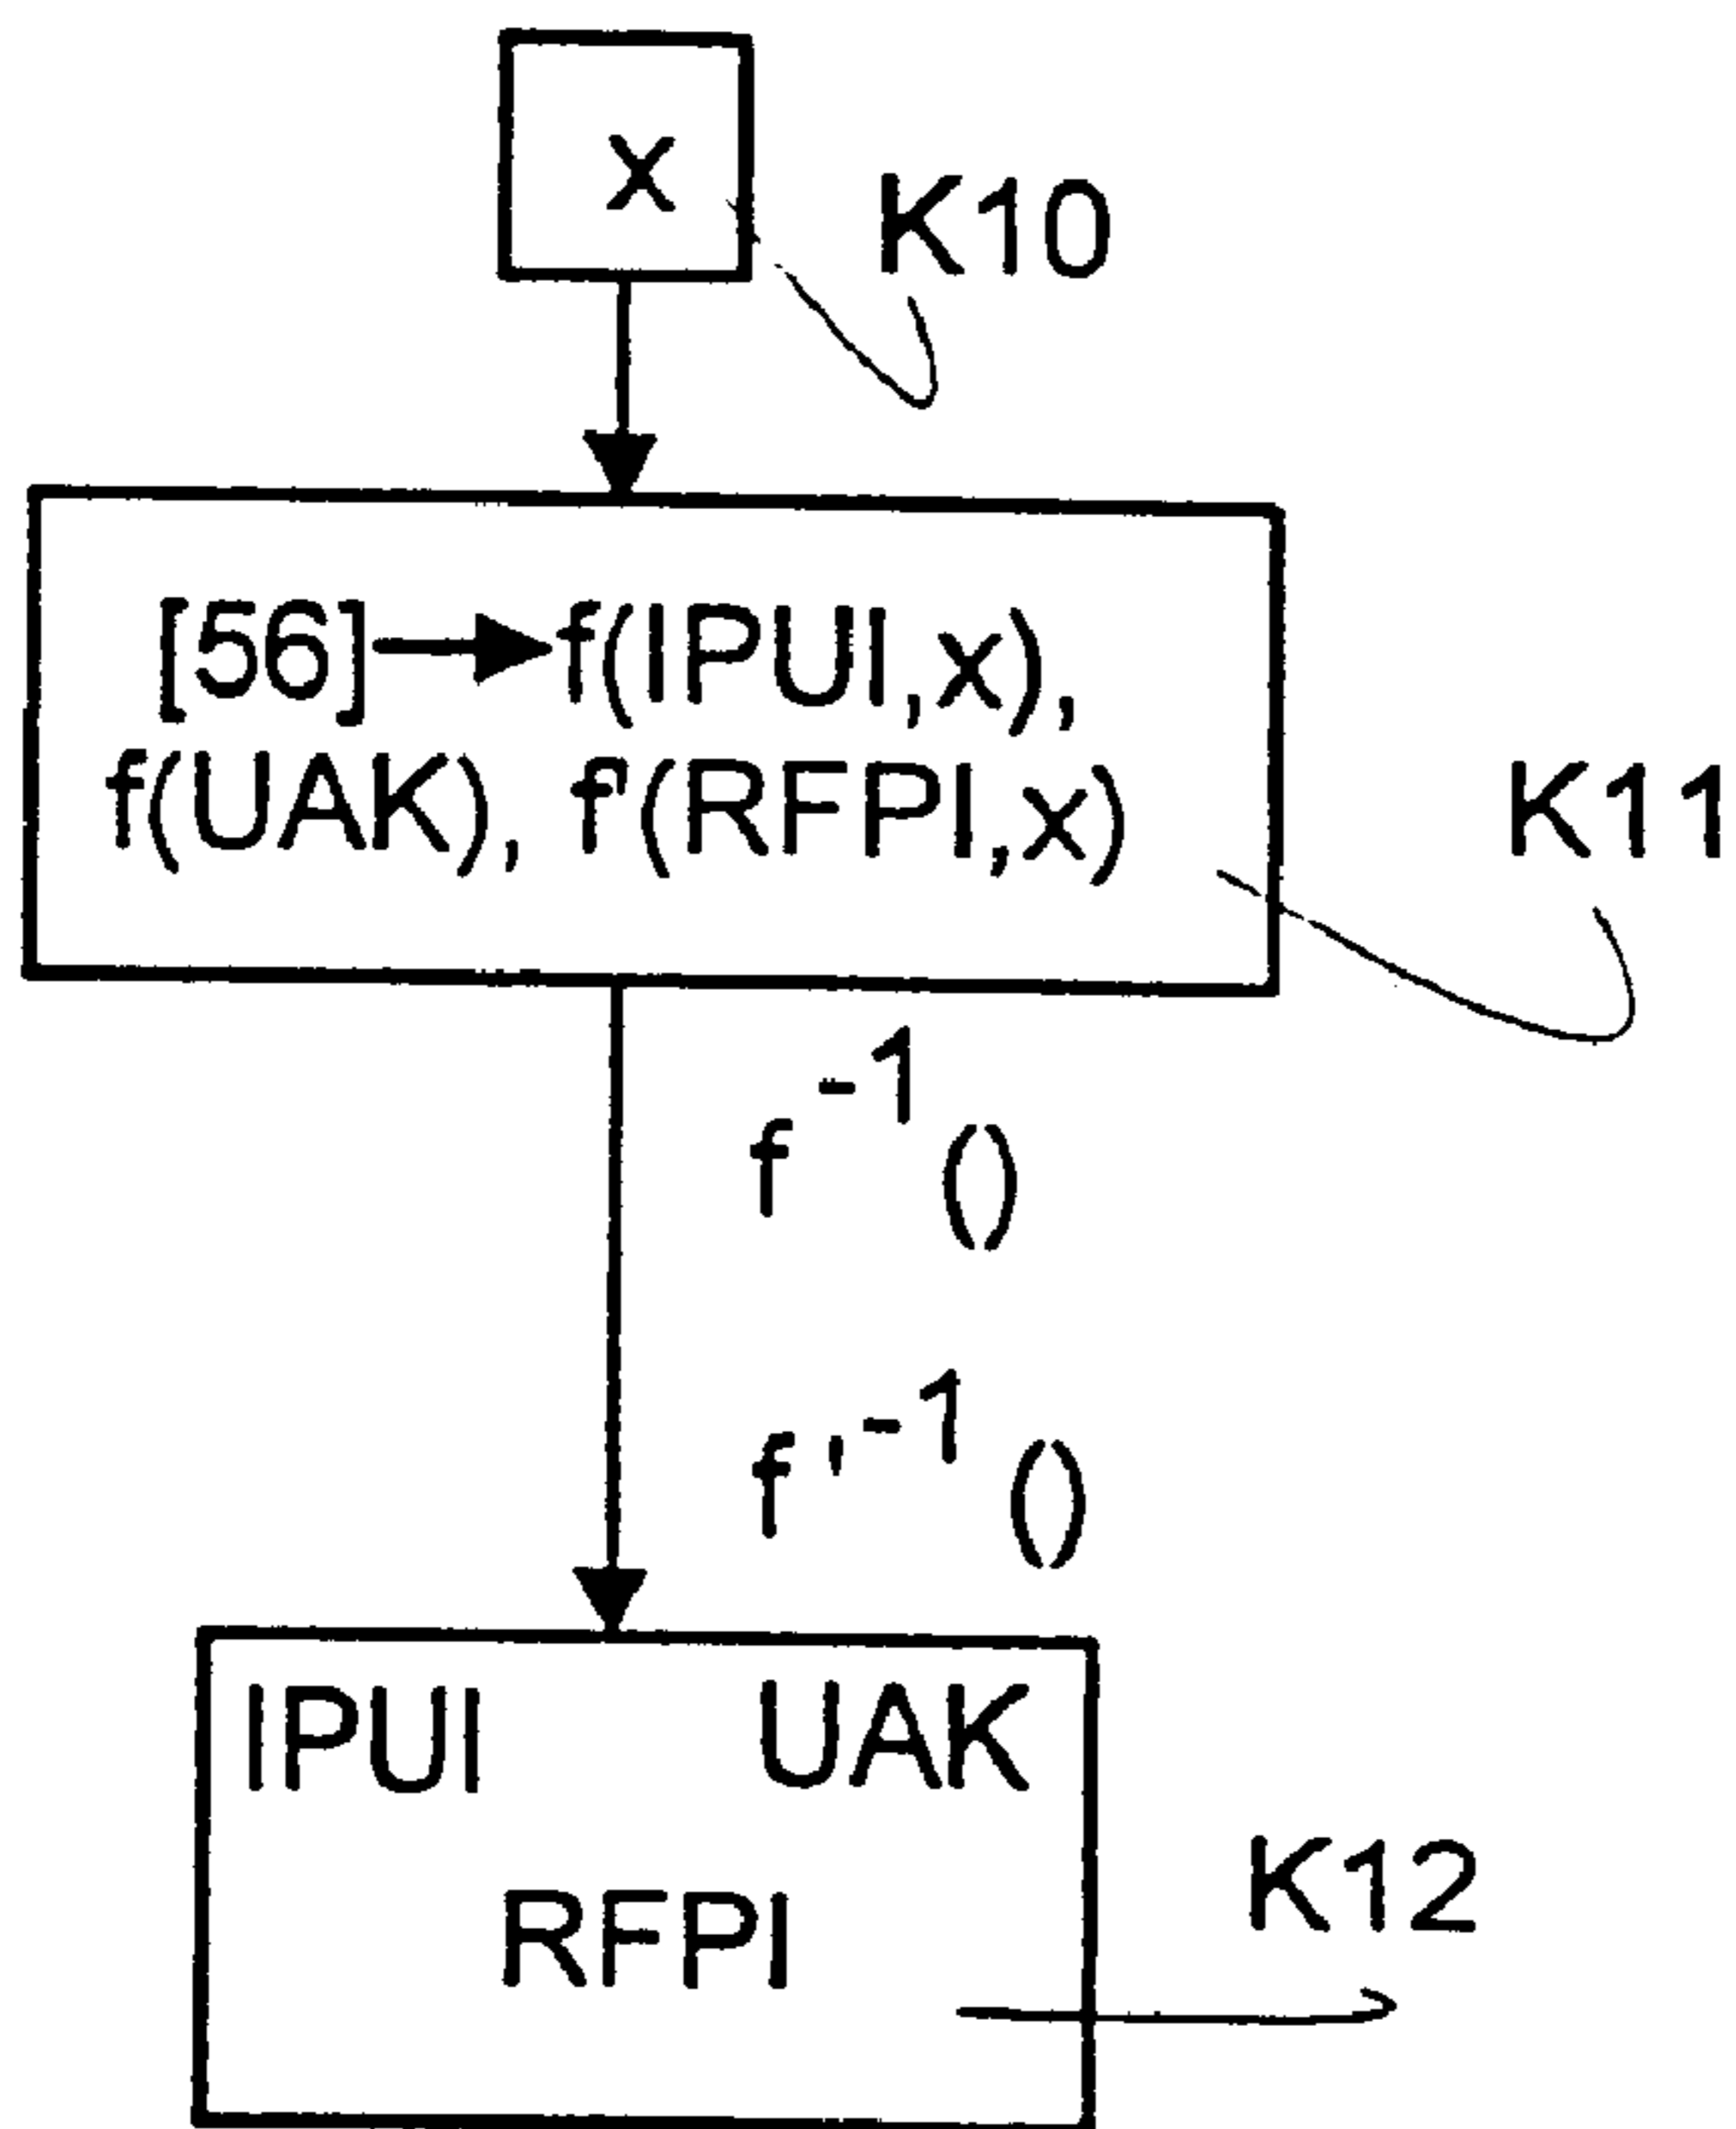 x
K10
[56]→f(IPUI,x),
f(UAK), f'(RFPI,x)
K11
f⁻¹()
f'⁻¹()
IPUI UAK
RFPI
K12